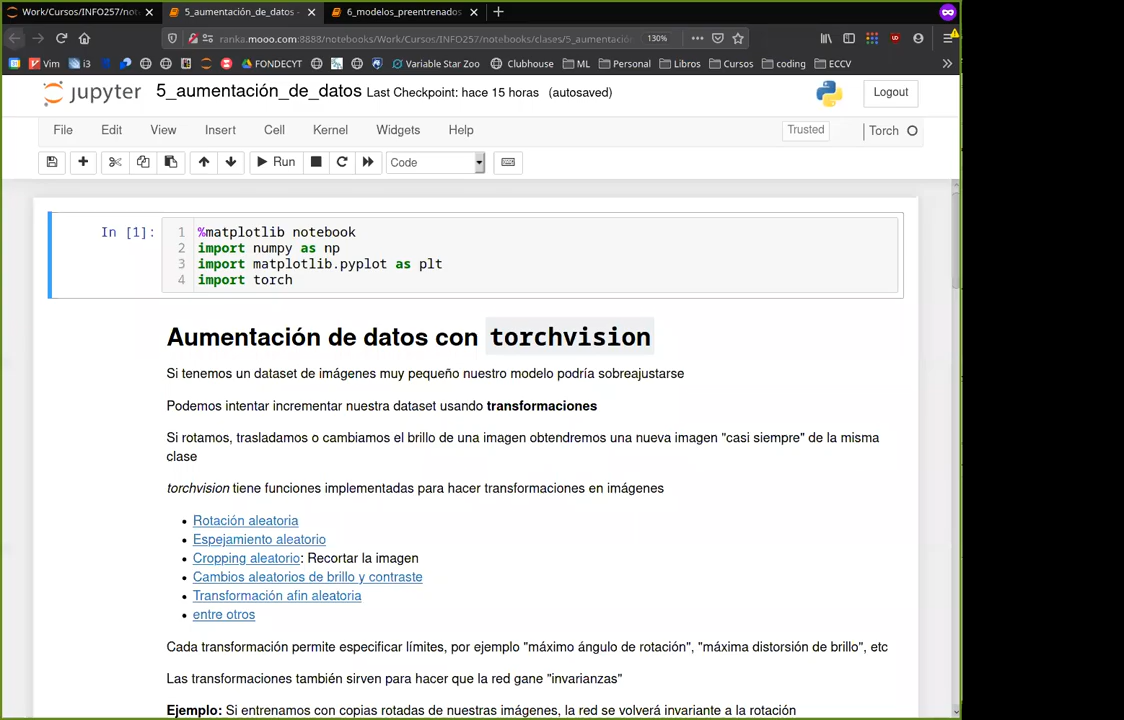 Work/Cursos/INFO257/not
5_aumentación_de_datos -
6_modelos_preentrenados
ranka.mooo.com:8888/notebooks/Work/Cursos/INFO257/notebooks/clases/5_aumentació
130%
Vim
i3
FONDECYT
Variable Star Zoo
Clubhouse
ML
Personal
Libros
Cursos
coding
ECCV
jupyter 5_aumentación_de_datos Last Checkpoint: hace 15 horas (autosaved)
Logout
File Edit View Insert Cell Kernel Widgets Help
Trusted
Torch
Run
Code
In [1]:
1 %matplotlib notebook
2 import numpy as np
3 import matplotlib.pyplot as plt
4 import torch
Aumentación de datos con torchvision
Si tenemos un dataset de imágenes muy pequeño nuestro modelo podría sobreajustarse
Podemos intentar incrementar nuestra dataset usando transformaciones
Si rotamos, trasladamos o cambiamos el brillo de una imagen obtendremos una nueva imagen "casi siempre" de la misma
clase
torchvision tiene funciones implementadas para hacer transformaciones en imágenes
• Rotación aleatoria
• Espejamiento aleatorio
• Cropping aleatorio: Recortar la imagen
• Cambios aleatorios de brillo y contraste
• Transformación afin aleatoria
• entre otros
Cada transformación permite especificar límites, por ejemplo "máximo ángulo de rotación", "máxima distorsión de brillo", etc
Las transformaciones también sirven para hacer que la red gane "invarianzas"
Ejemplo: Si entrenamos con copias rotadas de nuestras imágenes, la red se volverá invariante a la rotación